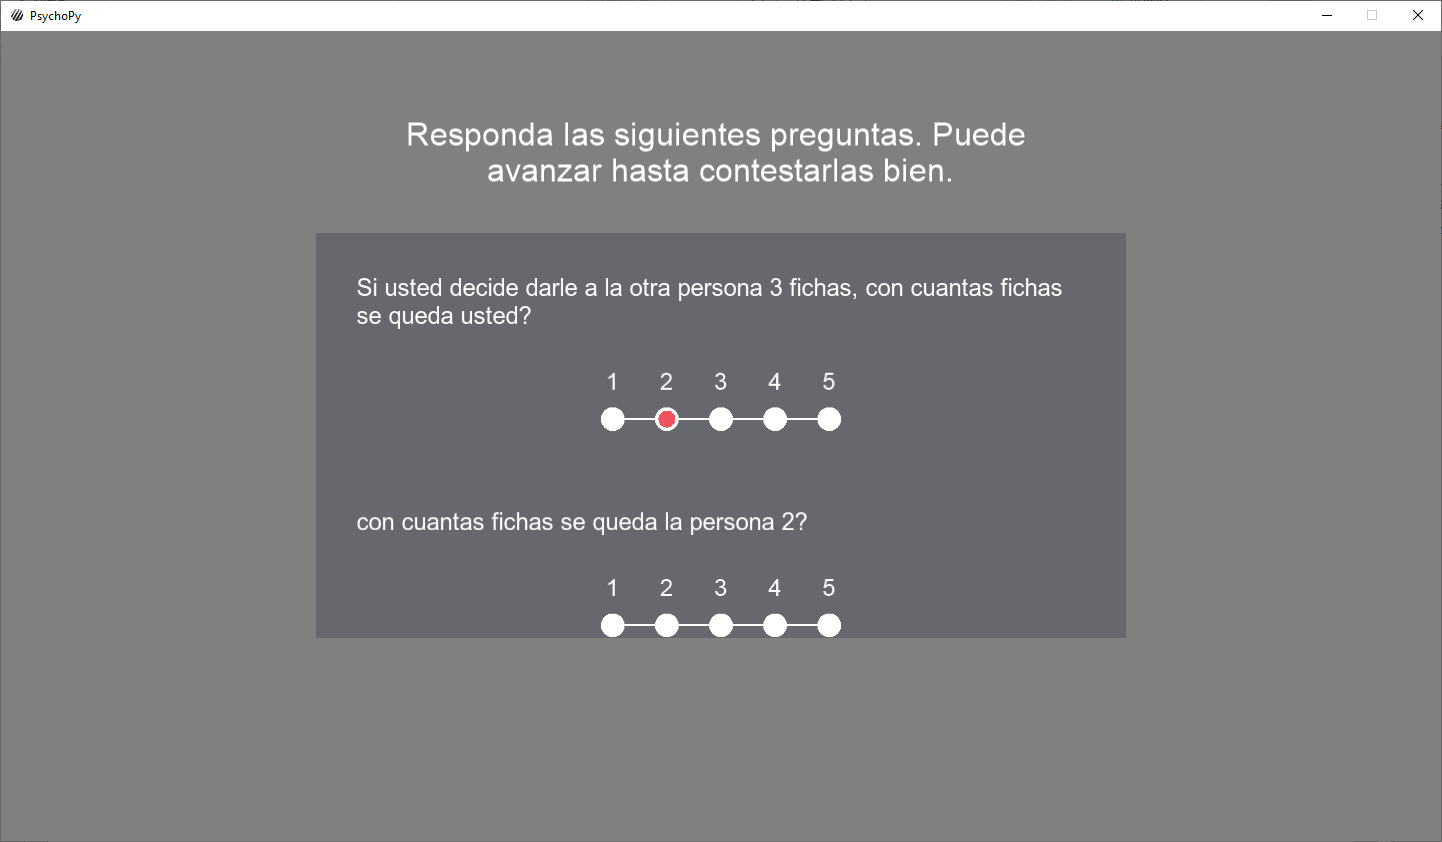 PsychoPy
Responda las siguientes preguntas. Puede
avanzar hasta contestarlas bien.
Si usted decide darle a la otra persona 3 fichas, con cuantas fichas
se queda usted?
1 2 3 4 5
con cuantas fichas se queda la persona 2?
1 2 3 4 5